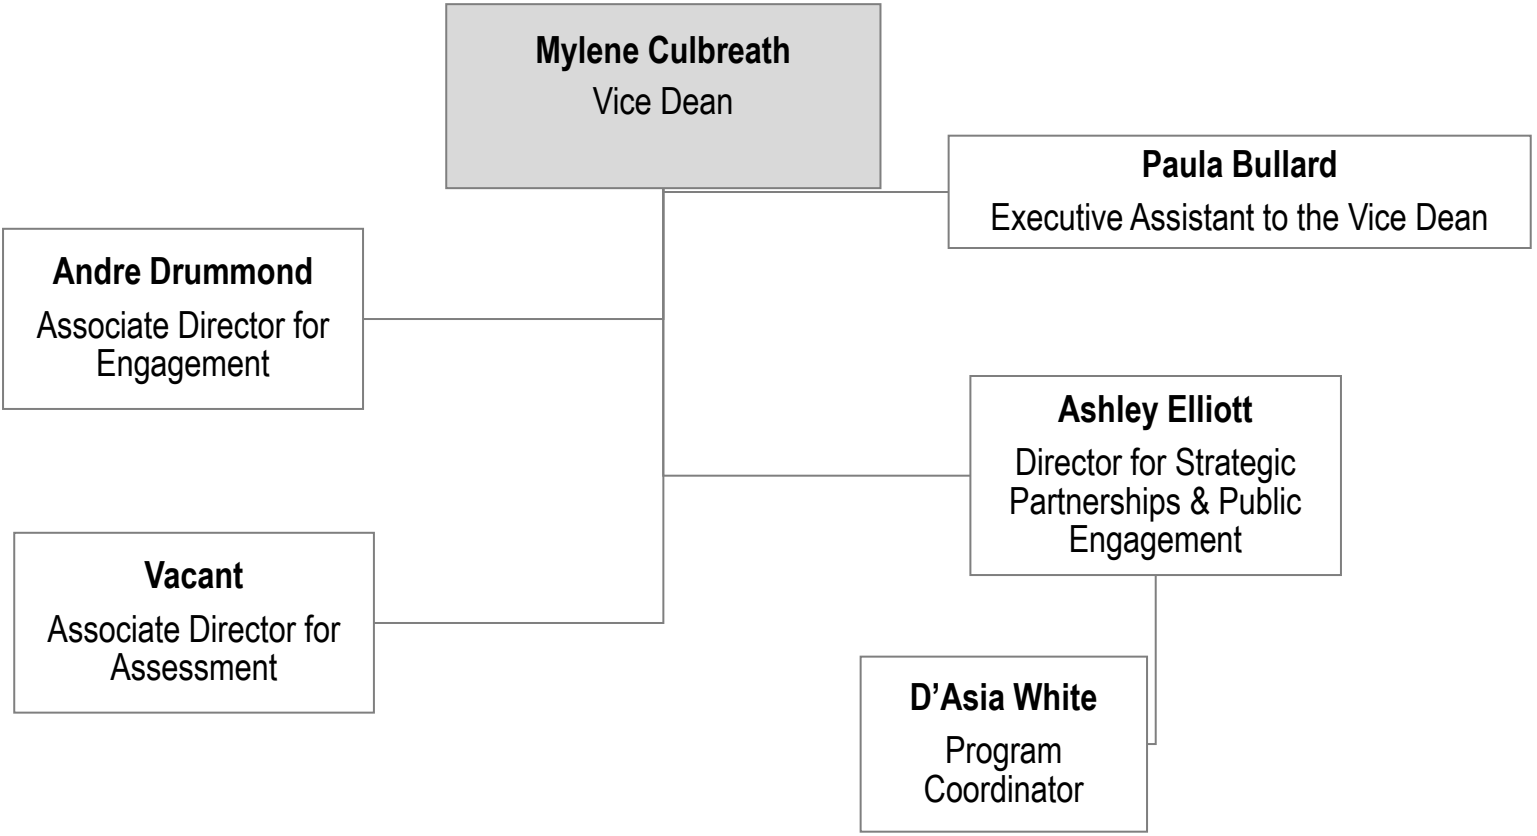 Mylene Culbreath
Vice Dean
Paula Bullard
Executive Assistant to the Vice Dean
Andre Drummond
Associate Director for
Engagement
Ashley Elliott
Director for Strategic
Partnerships & Public
Engagement
Vacant
Associate Director for
Assessment
D’Asia White
Program
Coordinator